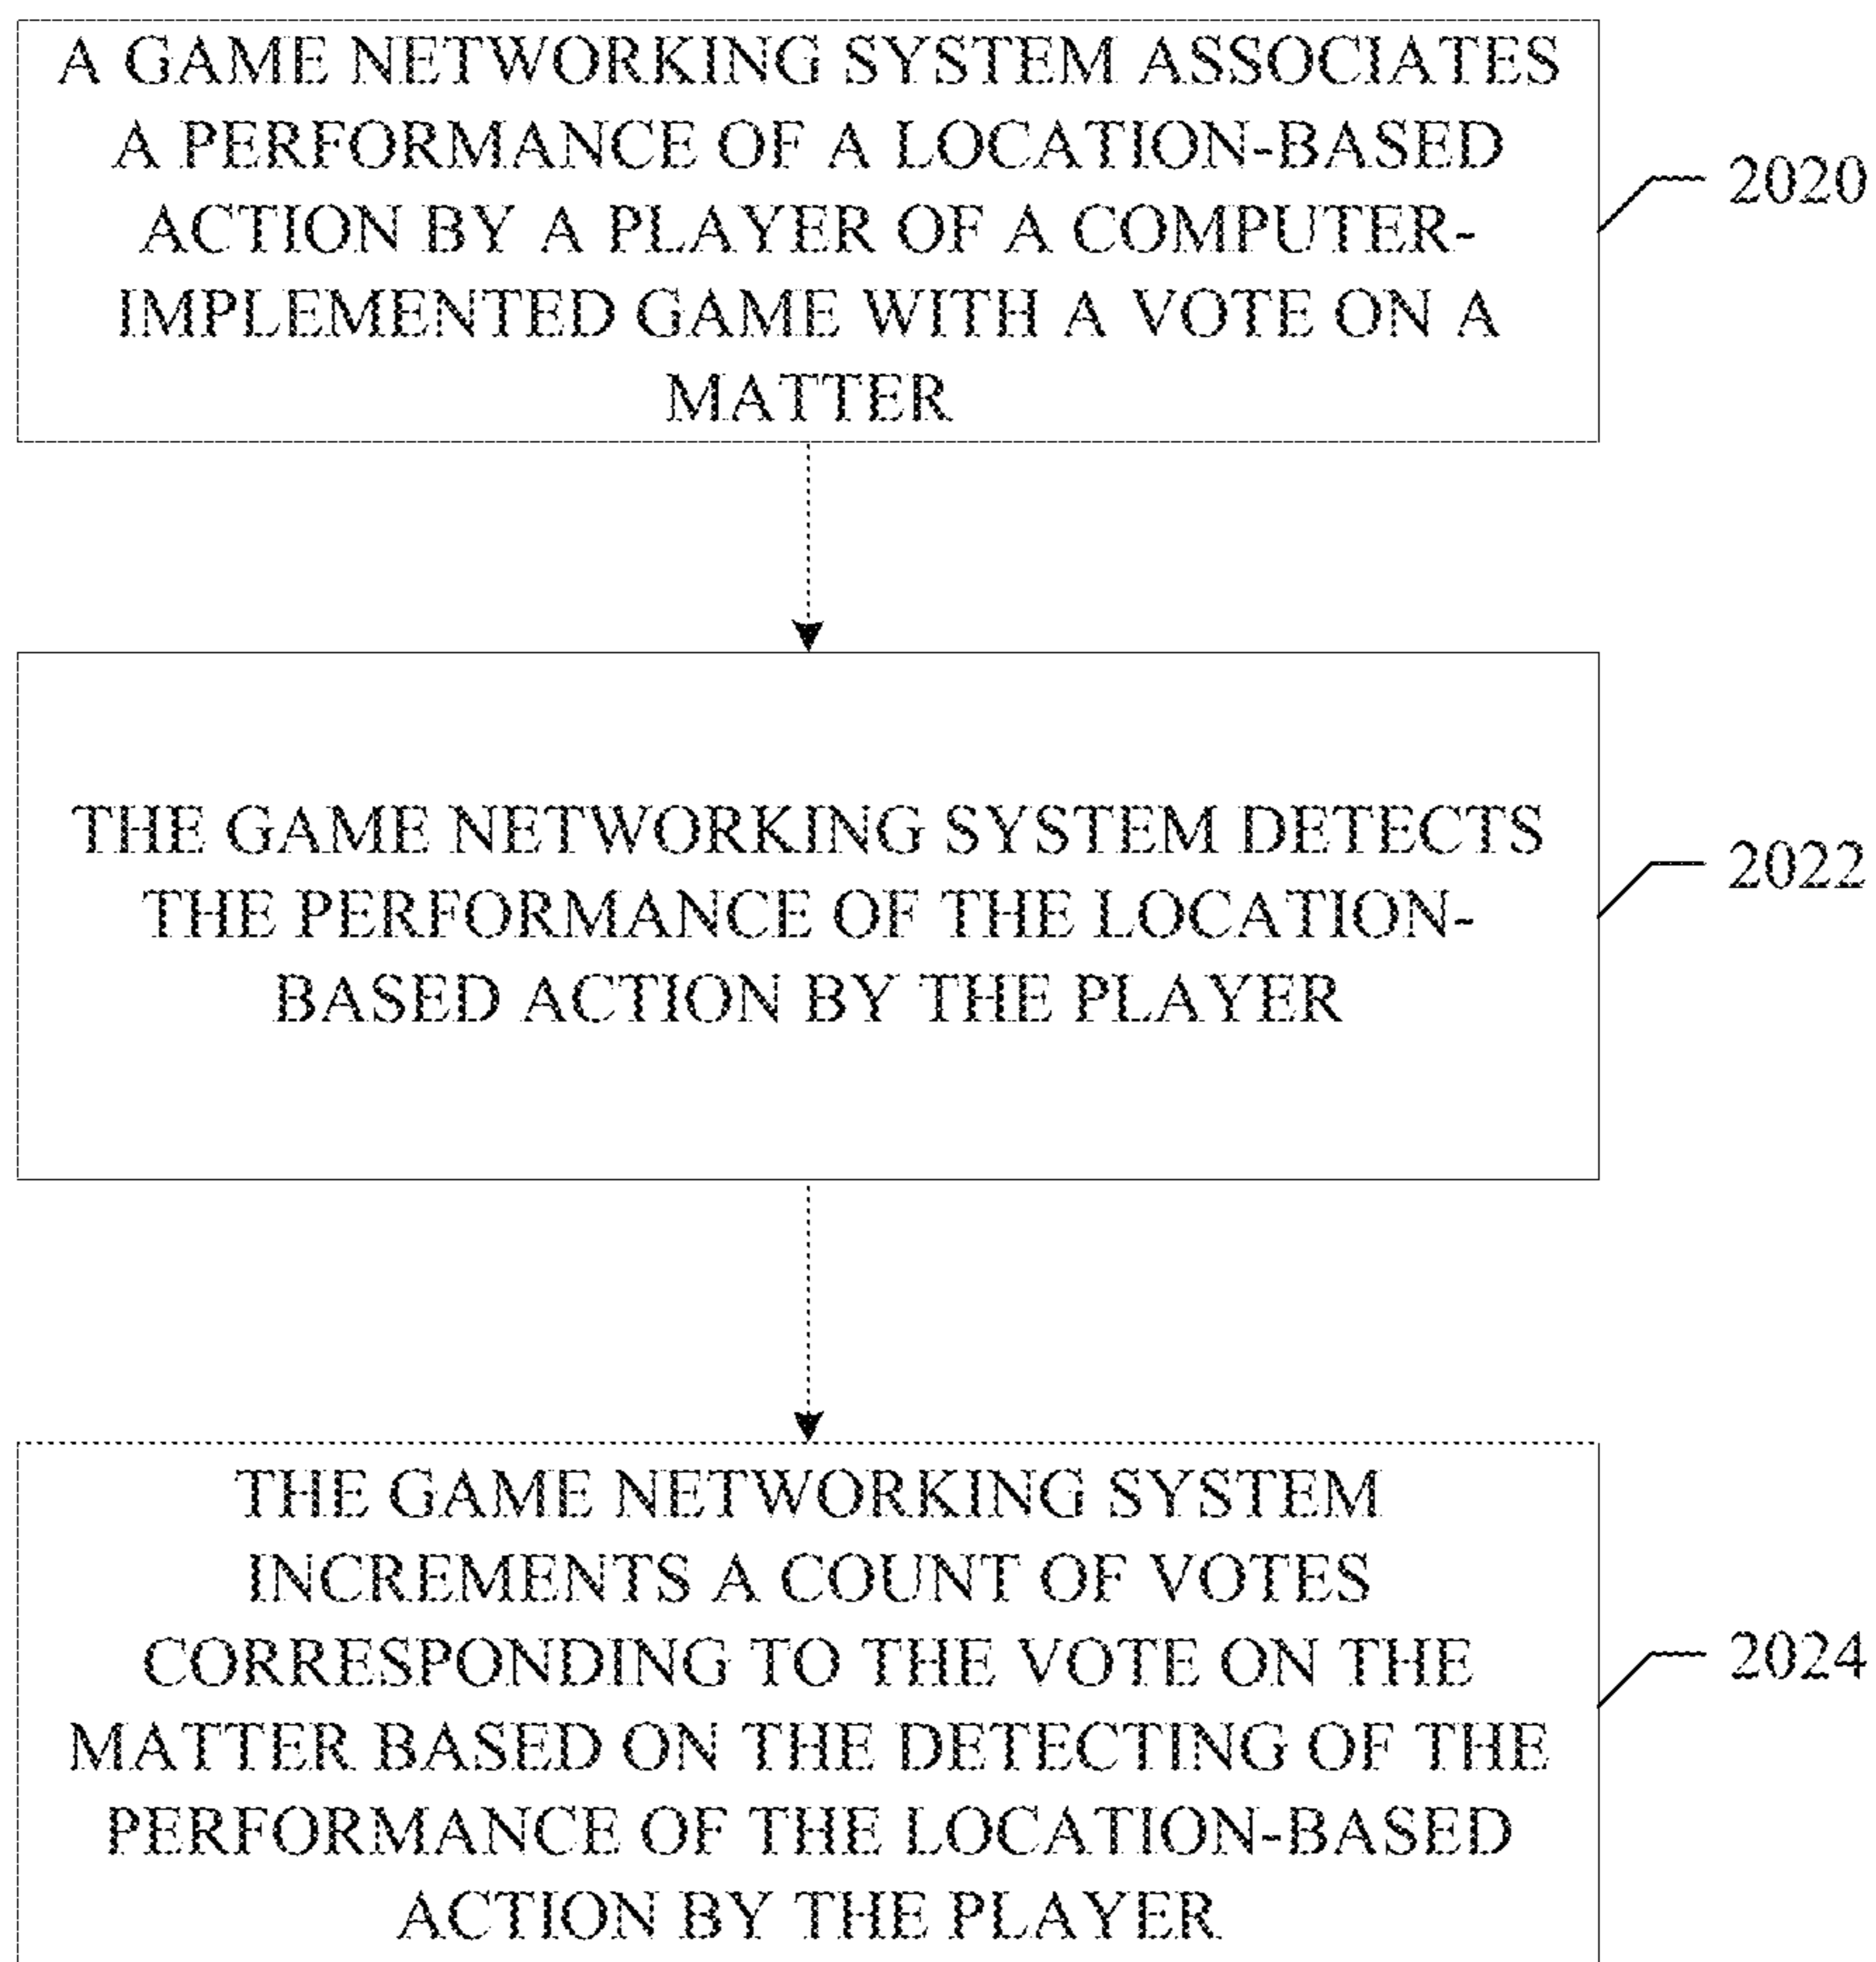 A GAME NETWORKING SYSTEM ASSOCIATES
A PERFORMANCE OF A LOCATION-BASED
ACTION BY A PLAYER OF A COMPUTER-
IMPLEMENTED GAME WITH A VOTE ON A
MATTER
2020
THE GAME NETWORKING SYSTEM DETECTS
THE PERFORMANCE OF THE LOCATION-
BASED ACTION BY THE PLAYER
2022
THE GAME NETWORKING SYSTEM
INCREMENTS A COUNT OF VOTES
CORRESPONDING TO THE VOTE ON THE
MATTER BASED ON THE DETECTING OF THE
PERFORMANCE OF THE LOCATION-BASED
ACTION BY THE PLAYER
2024